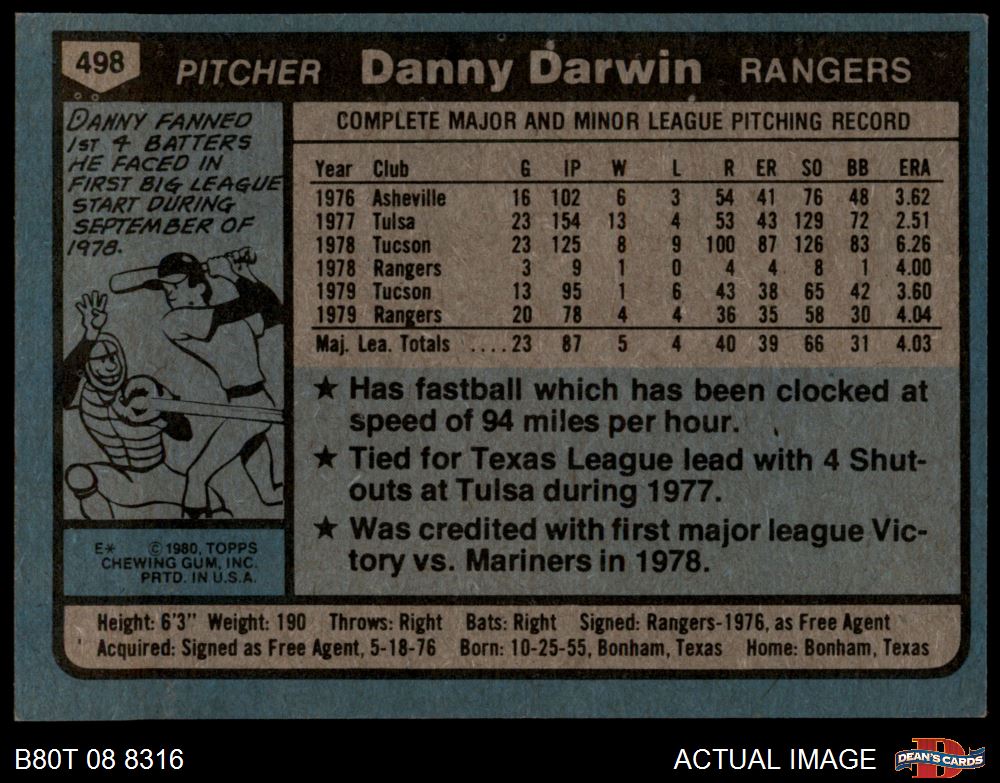 498 PITCHER Danny Darwin RANGERS
DANNY FANNED
1ST 4 BATTERS
HE FACED IN
FIRST BIG LEAGUE
START DURING
SEPTEMBER OF
1978.
COMPLETE MAJOR AND MINOR LEAGUE PITCHING RECORD
Year Club G IP W L R ER SO BB ERA
1976 Asheville 16 102 6 3 54 41 76 48 3.62
1977 Tulsa 23 154 13 4 53 43 129 72 2.51
1978 Tucson 23 125 8 9 100 87 126 83 6.26
1978 Rangers 3 9 1 0 4 4 8 1 4.00
1979 Tucson 13 95 1 6 43 38 65 42 3.60
1979 Rangers 20 78 4 4 36 35 58 30 4.04
Maj. Lea. Totals ....23 87 5 4 40 39 66 31 4.03
★ Has fastball which has been clocked at
speed of 94 miles per hour.
★ Tied for Texas League lead with 4 Shut-
outs at Tulsa during 1977.
★ Was credited with first major league Vic-
tory vs. Mariners in 1978.
E* © 1980, TOPPS
CHEWING GUM, INC.
PRTD. IN U.S.A.
Height: 6'3" Weight: 190 Throws: Right Bats: Right Signed: Rangers-1976, as Free Agent
Acquired: Signed as Free Agent, 5-18-76 Born: 10-25-55, Bonham, Texas Home: Bonham, Texas
B80T 08 8316 ACTUAL IMAGE D DEAN'S CARDS